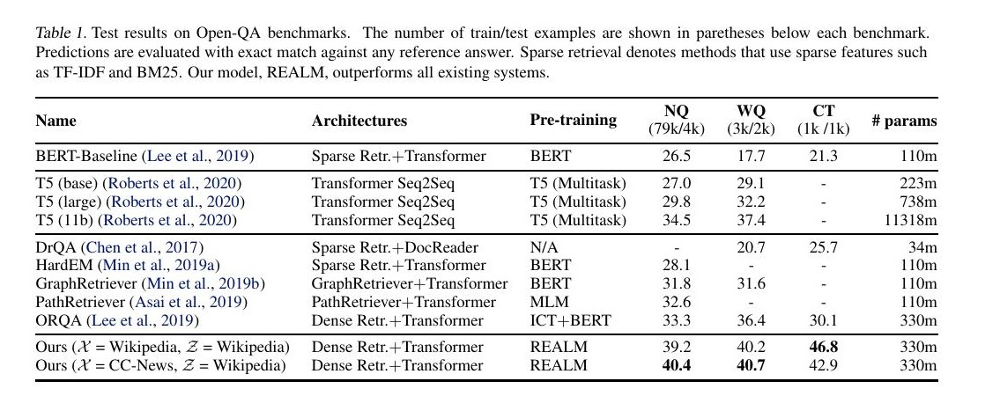 Table 1. Test results on Open-QA benchmarks. The number of train/test examples are shown in paretheses below each benchmark.
Predictions are evaluated with exact match against any reference answer. Sparse retrieval denotes methods that use sparse features such
as TF-IDF and BM25. Our model, REALM, outperforms all existing systems.
Name Architectures Pre-training NQ (79k/4k) WQ (3k/2k) CT (1k /1k) # params
BERT-Baseline (Lee et al., 2019) Sparse Retr.+Transformer BERT 26.5 17.7 21.3 110m
T5 (base) (Roberts et al., 2020) Transformer Seq2Seq T5 (Multitask) 27.0 29.1 - 223m
T5 (large) (Roberts et al., 2020) Transformer Seq2Seq T5 (Multitask) 29.8 32.2 - 738m
T5 (11b) (Roberts et al., 2020) Transformer Seq2Seq T5 (Multitask) 34.5 37.4 - 11318m
DrQA (Chen et al., 2017) Sparse Retr.+DocReader N/A - 20.7 25.7 34m
HardEM (Min et al., 2019a) Sparse Retr.+Transformer BERT 28.1 - - 110m
GraphRetriever (Min et al., 2019b) GraphRetriever+Transformer BERT 31.8 31.6 - 110m
PathRetriever (Asai et al., 2019) PathRetriever+Transformer MLM 32.6 - - 110m
ORQA (Lee et al., 2019) Dense Retr.+Transformer ICT+BERT 33.3 36.4 30.1 330m
Ours (𝒳 = Wikipedia, 𝒵 = Wikipedia) Dense Retr.+Transformer REALM 39.2 40.2 46.8 330m
Ours (𝒳 = CC-News, 𝒵 = Wikipedia) Dense Retr.+Transformer REALM 40.4 40.7 42.9 330m